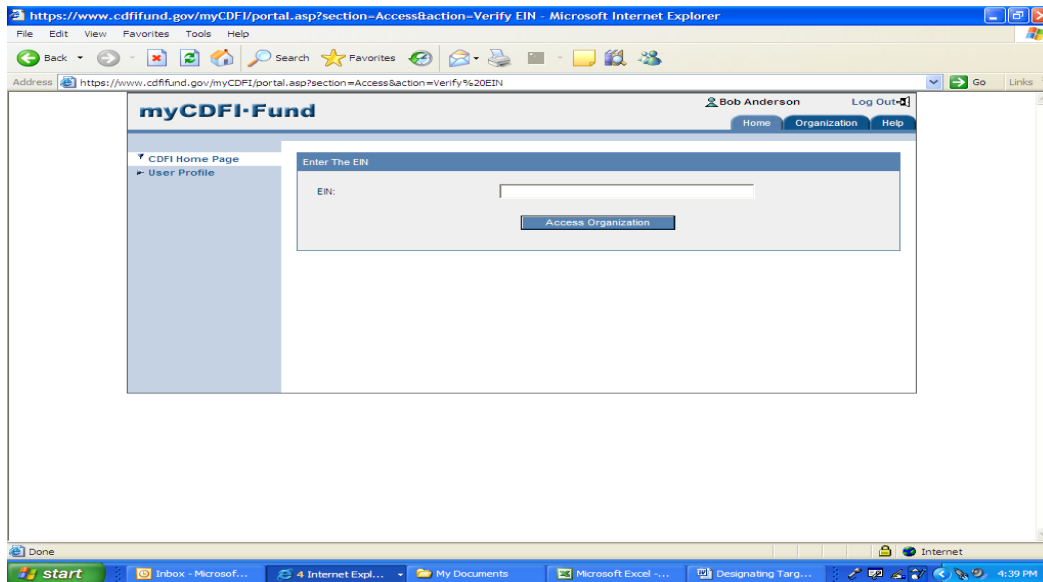 https://www.cdfifund.gov/myCDFI/portal.asp?section=Access&action=Verify EIN - Microsoft Internet Explorer
File Edit View Favorites Tools Help
Back Search Favorites
Address https://www.cdfifund.gov/myCDFI/portal.asp?section=Access&action=Verify%20EIN Go Links
myCDFI-Fund Bob Anderson Log Out
Home Organization Help
CDFI Home Page
User Profile
Enter The EIN
EIN:
Access Organization
Done Internet
start Inbox - Microsof... 4 Internet Expl... My Documents Microsoft Excel -... Designating Targ... 4:39 PM